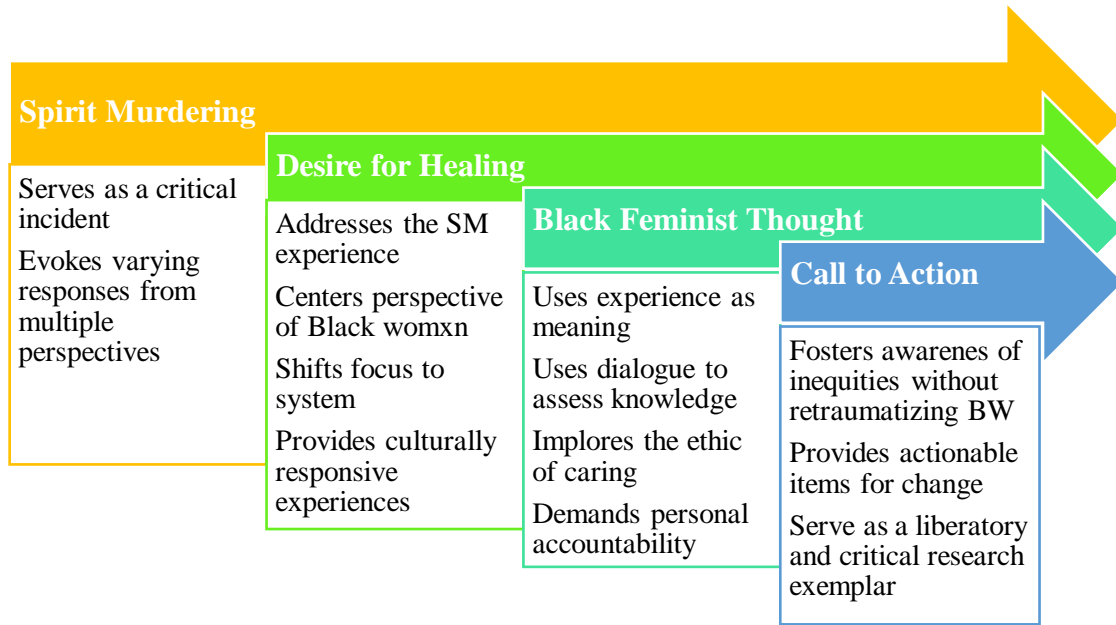 Spirit Murdering
Serves as a critical
incident
Evokes varying
responses from
multiple
perspectives
Desire for Healing
Addresses the SM
experience
Centers perspective
of Black womxn
Shifts focus to
system
Provides culturally
responsive
experiences
Black Feminist Thought
Uses experience as
meaning
Uses dialogue to
assess knowledge
Implores the ethic
of caring
Demands personal
accountability
Call to Action
Fosters awarenes of
inequities without
retraumatizing BW
Provides actionable
items for change
Serve as a liberatory
and critical research
exemplar